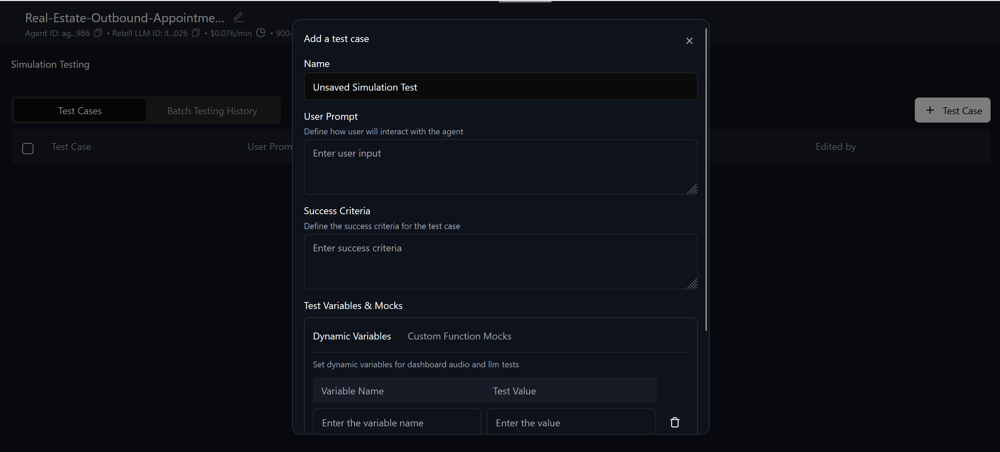 Real-Estate-Outbound-Appointme...
Agent ID: ag...986 • Retell LLM ID: ll...026 • $0.076/min • 900-
Simulation Testing
Test Cases Batch Testing History
+ Test Case
Test Case User Prom Edited by
Add a test case
Name
Unsaved Simulation Test
User Prompt
Define how user will interact with the agent
Enter user input
Success Criteria
Define the success criteria for the test case
Enter success criteria
Test Variables & Mocks
Dynamic Variables Custom Function Mocks
Set dynamic variables for dashboard audio and llm tests
Variable Name Test Value
Enter the variable name Enter the value